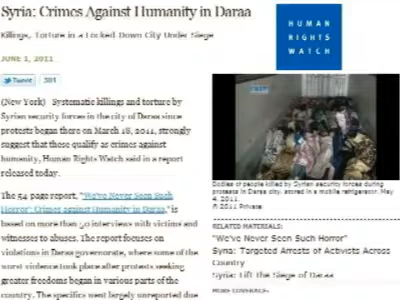 Syria: Crimes Against Humanity in Daraa
Killings, Torture in a Locked-Down City Under Siege
JUNE 1, 2011
Tweet 381
(New York) Systematic killings and torture by
Syrian security forces in the city of Daraa since
protests began there on March 18, 2011, strongly
suggest that these qualify as crimes against
humanity, Human Rights Watch said in a report
released today.
The 54 page report, "'We've Never Seen Such
Horror': Crimes against Humanity in Daraa," is
based on more than 50 interviews with victims and
witnesses to abuses. The report focuses on
violations in Daraa governorate, where some of the
worst violence took place after protests seeking
greater freedoms began in various parts of the
country. The specifics went largely unreported due
HUMAN
RIGHTS
WATCH
Bodies of people killed by Syrian security forces during
protests in Daraa city, stored in a mobile refrigerator, May
4, 2011.
© 2011 Private
RELATED MATERIALS:
"We've Never Seen Such Horror"
Syria: Targeted Arrests of Activists Across
Country
Syria: Lift the Siege of Daraa
MORE COVERAGE: